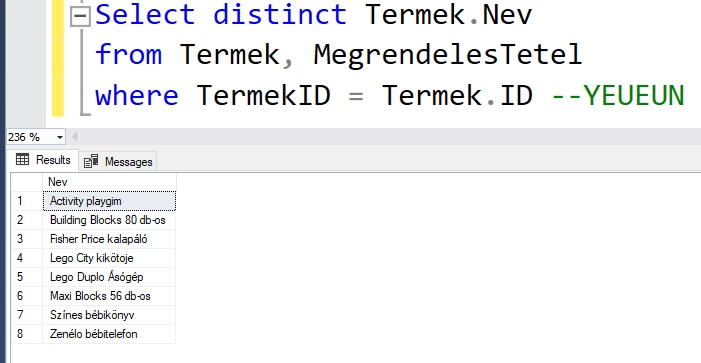 Select distinct Termek.Nev
from Termek, MegrendelesTetel
where TermekID = Termek.ID --YEUEUN
236 %
Results Messages
Nev
1 Activity playgim
2 Building Blocks 80 db-os
3 Fisher Price kalapáló
4 Lego City kikötoje
5 Lego Duplo Ásógép
6 Maxi Blocks 56 db-os
7 Színes bébikönyv
8 Zenélo bébitelefon